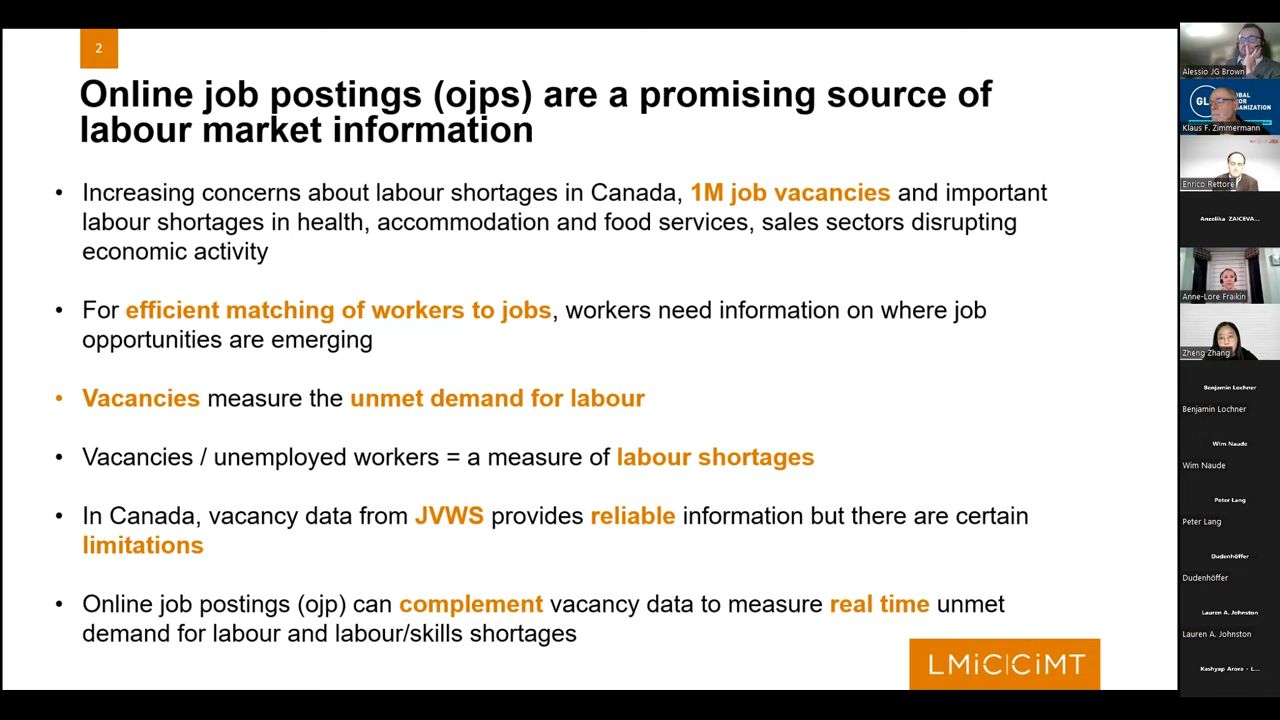 2
Online job postings (ojps) are a promising source of
labour market information
• Increasing concerns about labour shortages in Canada, 1M job vacancies and important
labour shortages in health, accommodation and food services, sales sectors disrupting
economic activity
• For efficient matching of workers to jobs, workers need information on where job
opportunities are emerging
• Vacancies measure the unmet demand for labour
• Vacancies / unemployed workers = a measure of labour shortages
• In Canada, vacancy data from JVWS provides reliable information but there are certain
limitations
• Online job postings (ojp) can complement vacancy data to measure real time unmet
demand for labour and labour/skills shortages
LMiC|CiMT
Alessio JG Brown
Klaus F. Zimmermann
Enrico Rettore
Anzelika ZAICEVA...
Anne-Lore Fraikin
Zheng Zhang
Benjamin Lochner
Benjamin Lochner
Wim Naude
Wim Naude
Peter Lang
Peter Lang
Dudenhöffer
Dudenhöffer
Lauren A. Johnston
Lauren A. Johnston
Kashyap Arora - L...